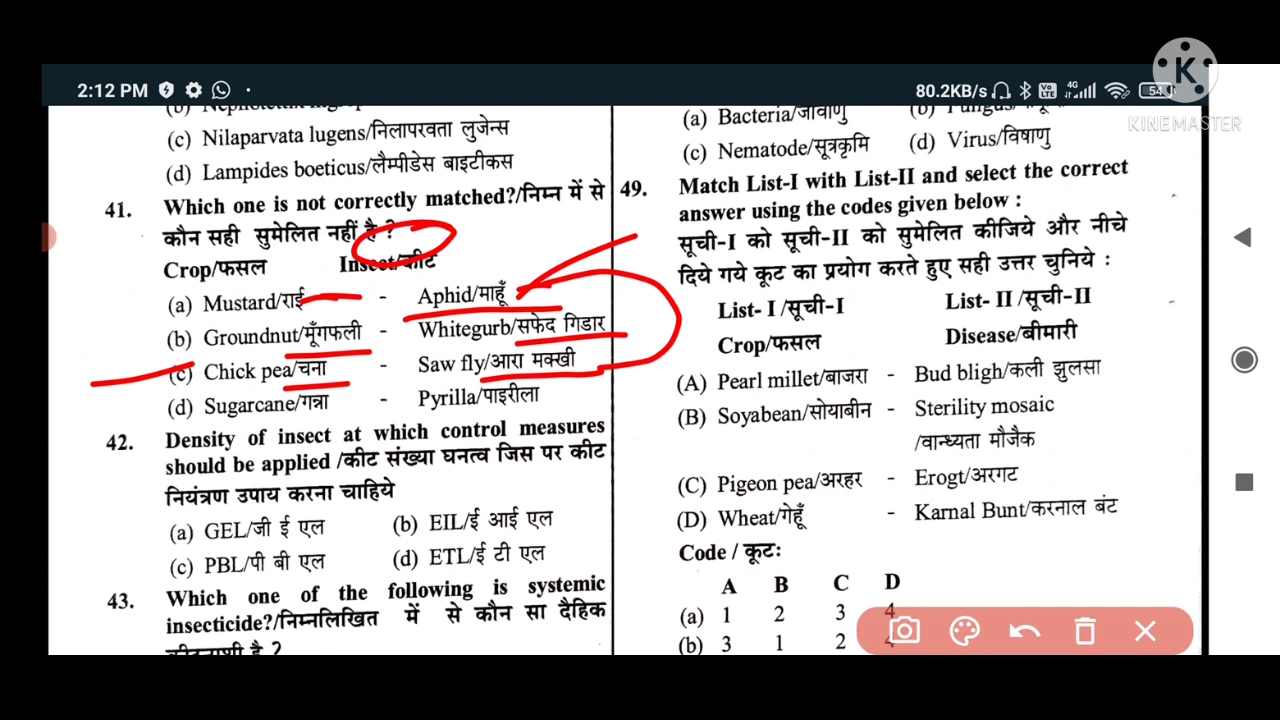 2:12 PM
80.2KB/s
4G
54
KINEMASTER
(c) Nilaparvata lugens/निलापरवता लुजेन्स
(d) Lampides boeticus/लैम्पीडेस बाइटीकस
41. Which one is not correctly matched?/निम्न में से
कौन सही सुमेलित नहीं है ?
Crop/फसल Insect/कीट
(a) Mustard/राई - Aphid/माहूँ
(b) Groundnut/मूँगफली - Whitegurb/सफेद गिडार
(c) Chick pea/चना - Saw fly/आरा मक्खी
(d) Sugarcane/गन्ना - Pyrilla/पाइरीला
42. Density of insect at which control measures
should be applied /कीट संख्या घनत्व जिस पर कीट
नियंत्रण उपाय करना चाहिये
(a) GEL/जी ई एल (b) EIL/ई आई एल
(c) PBL/पी बी एल (d) ETL/ई टी एल
43. Which one of the following is systemic
insecticide?/निम्नलिखित में से कौन सा दैहिक
(a) Bacteria/जीवाणु (b)
(c) Nematode/सूत्रकृमि (d) Virus/विषाणु
49. Match List-I with List-II and select the correct
answer using the codes given below :
सूची-I को सूची-II को सुमेलित कीजिये और नीचे
दिये गये कूट का प्रयोग करते हुए सही उत्तर चुनिये :
List- I /सूची-I List- II /सूची-II
Crop/फसल Disease/बीमारी
(A) Pearl millet/बाजरा - Bud bligh/कली झुलसा
(B) Soyabean/सोयाबीन - Sterility mosaic
/वान्ध्यता मौजैक
(C) Pigeon pea/अरहर - Erogt/अरगट
(D) Wheat/गेहूँ - Karnal Bunt/करनाल बंट
Code / कूटः
A B C D
(a) 1 2 3 4
(b) 3 1 2